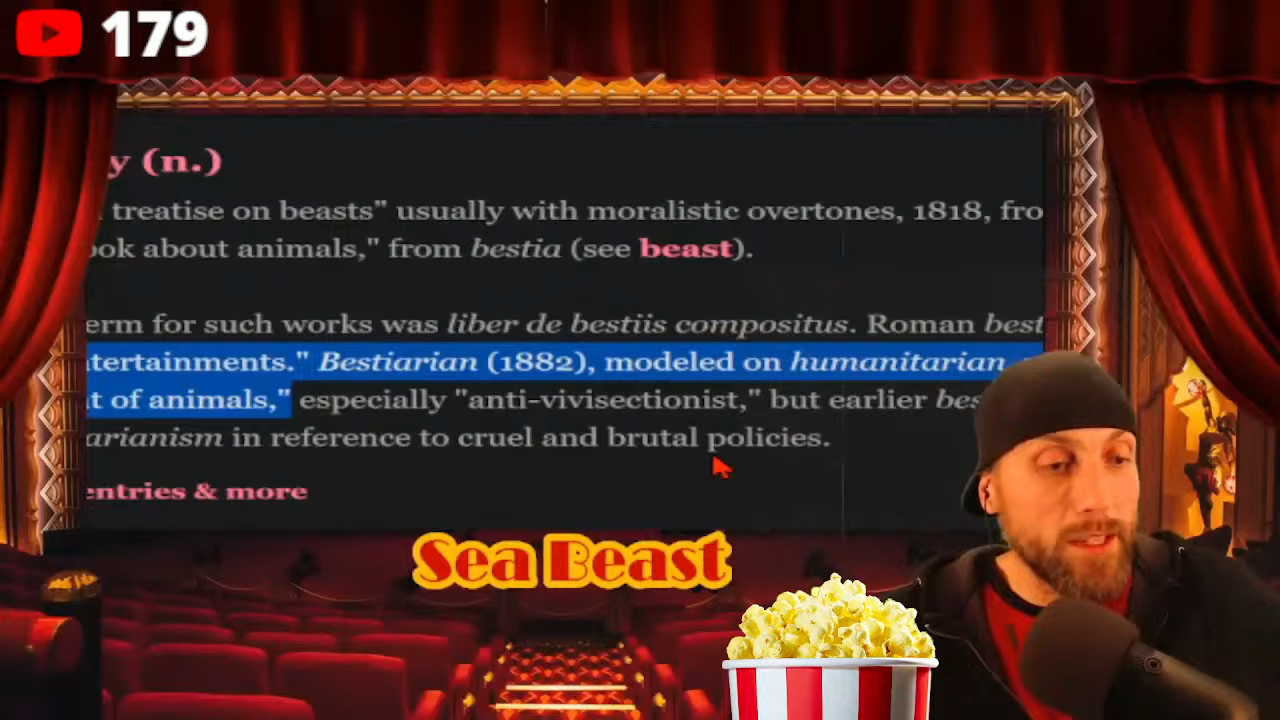 179
y (n.)
treatise on beasts" usually with moralistic overtones, 1818, fro
ook about animals," from bestia (see beast).
erm for such works was liber de bestiis compositus. Roman best
tertainments." Bestiarian (1882), modeled on humanitarian
t of animals," especially "anti-vivisectionist," but earlier bes
arianism in reference to cruel and brutal policies.
entries & more
Sea Beast